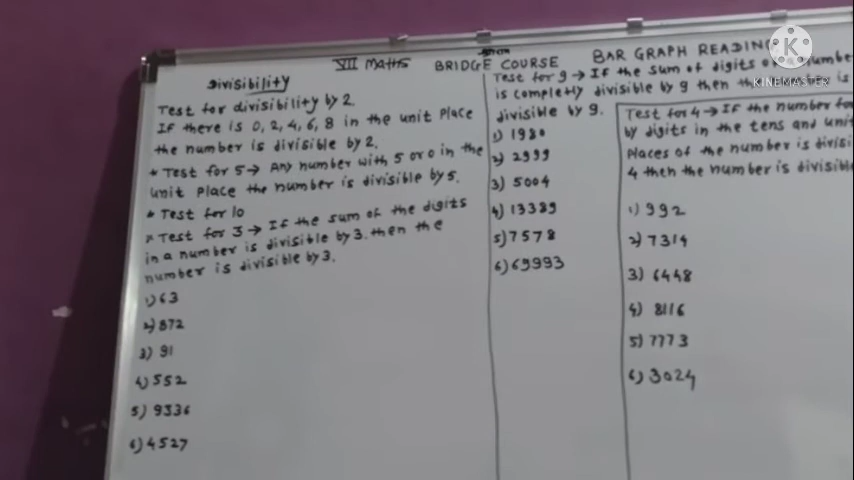 VII Maths BRIDGE COURSE BAR GRAPH READING
KINEMASTER
Divisibility
Test for divisibility by 2.
IF there is 0, 2, 4, 6, 8 in the unit place
the number is divisible by 2.
* Test for 5→ Any number with 5 or 0 in the
unit place the number is divisible by 5.
* Test for 10
* Test for 3 → IF the sum of the digits
in a number is divisible by 3. then the
number is divisible by 3.
1) 63
2) 872
3) 91
4) 552
5) 9336
6) 4527
Test for 9 → IF the sum of digits of a numbe
is completly divisible by 9 then the is
divisible by 9.
1) 1980
2) 2999
3) 5004
4) 13389
5) 7578
6) 69993
Test for 4 → IF the number fo
by digits in the tens and unit
places of the number is divisi
4 then the number is divisible
1) 992
2) 7314
3) 6448
4) 8116
5) 7773
6) 3024